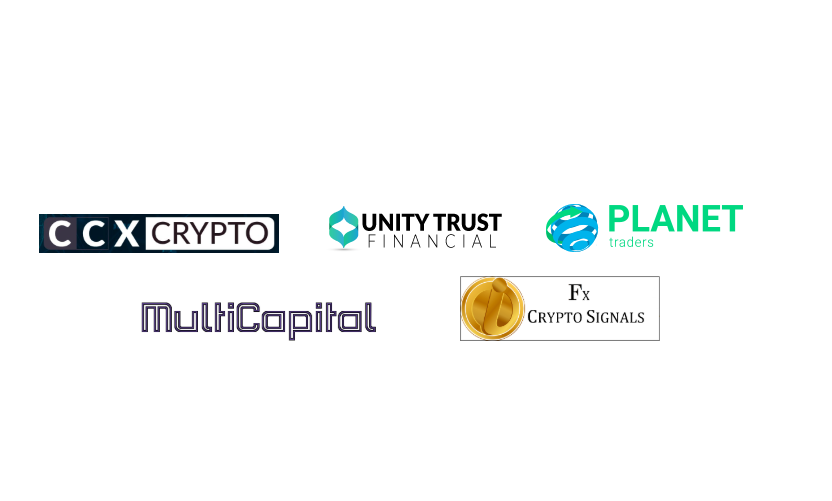 CCX CRYPTO
UNITY TRUST
FINANCIAL
PLANET
traders
MultiCapital
Fx
Crypto Signals